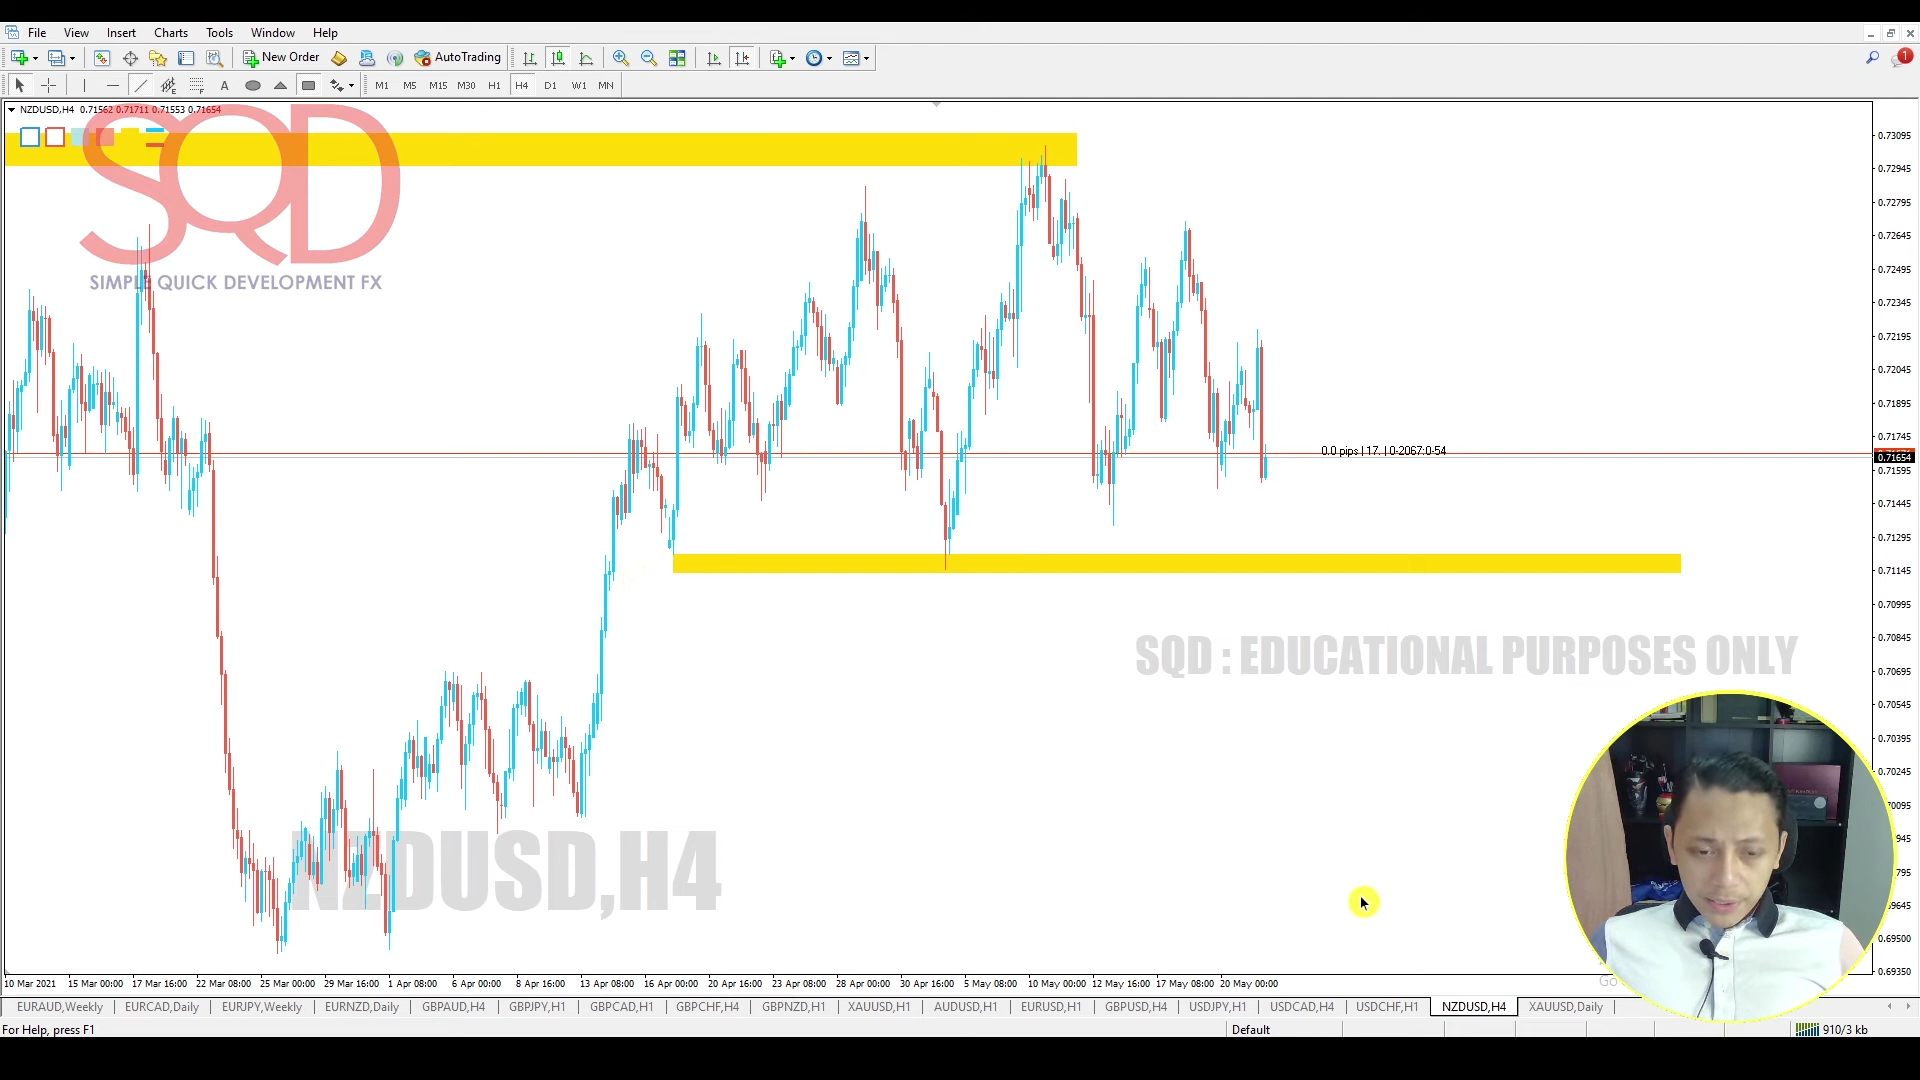 File View Insert Charts Tools Window Help
New Order AutoTrading
A M1 M5 M15 M30 H1 H4 D1 W1 MN
NZDUSD,H4 0.71562 0.71711 0.71553 0.71654
SQD
SIMPLE QUICK DEVELOPMENT FX
0.73095
0.72945
0.72795
0.72645
0.72495
0.72345
0.72195
0.72045
0.71895
0.71745
0.0 pips | 17. | 0-2067:0-54
0.71654
0.71595
0.71445
0.71295
0.71145
0.70995
0.70845
SQD : EDUCATIONAL PURPOSES ONLY
0.70695
0.70545
0.70395
0.70245
NZDUSD,H4
0.69500
0.69350
10 Mar 2021 15 Mar 00:00 17 Mar 16:00 22 Mar 08:00 25 Mar 00:00 29 Mar 16:00 1 Apr 08:00 6 Apr 00:00 8 Apr 16:00 13 Apr 08:00 16 Apr 00:00 20 Apr 16:00 23 Apr 08:00 28 Apr 00:00 30 Apr 16:00 5 May 08:00 10 May 00:00 12 May 16:00 17 May 08:00 20 May 00:00
EURAUD,Weekly EURCAD,Daily EURJPY,Weekly EURNZD,Daily GBPAUD,H4 GBPJPY,H1 GBPCAD,H1 GBPCHF,H4 GBPNZD,H1 XAUUSD,H1 AUDUSD,H1 EURUSD,H1 GBPUSD,H4 USDJPY,H1 USDCAD,H4 USDCHF,H1 NZDUSD,H4 XAUUSD,Daily
For Help, press F1 Default 910/3 kb